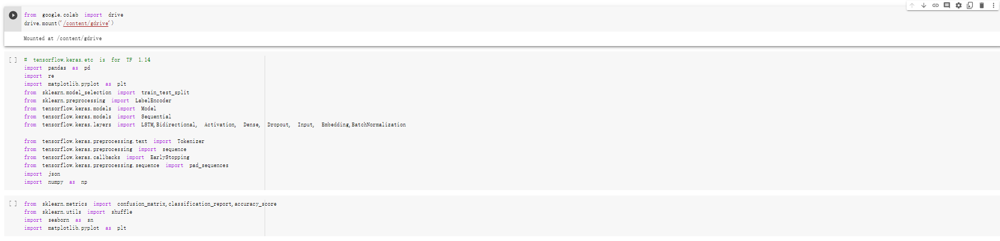 from google.colab import drive
drive.mount('/content/gdrive')
Mounted at /content/gdrive
[ ] # tensorflow.keras.etc is for TF 1.14
import pandas as pd
import re
import matplotlib.pyplot as plt
from sklearn.model_selection import train_test_split
from sklearn.preprocessing import LabelEncoder
from tensorflow.keras.models import Model
from tensorflow.keras.models import Sequential
from tensorflow.keras.layers import LSTM,Bidirectional, Activation, Dense, Dropout, Input, Embedding,BatchNormalization
from tensorflow.keras.preprocessing.text import Tokenizer
from tensorflow.keras.preprocessing import sequence
from tensorflow.keras.callbacks import EarlyStopping
from tensorflow.keras.preprocessing.sequence import pad_sequences
import json
import numpy as np
[ ] from sklearn.metrics import confusion_matrix,classification_report,accuracy_score
from sklearn.utils import shuffle
import seaborn as sn
import matplotlib.pyplot as plt